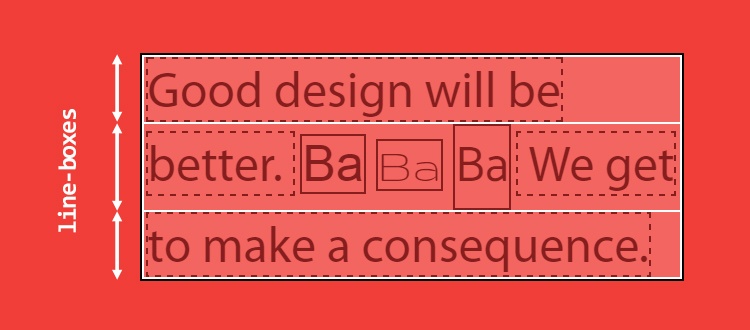 line-boxes
Good design will be
better. Ba Ba Ba We get
to make a consequence.